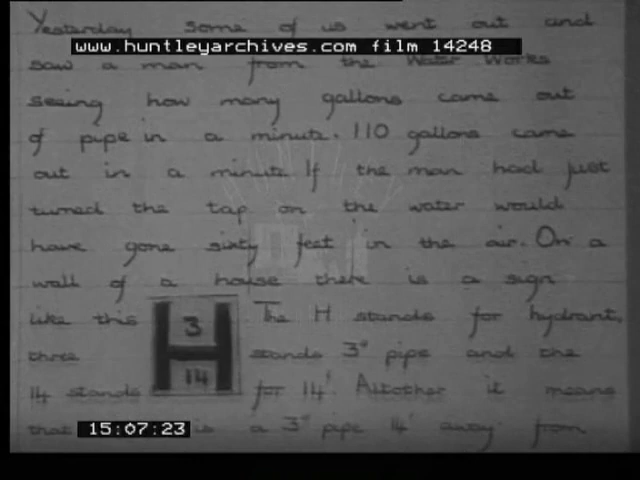 Yesterday some of us went out and
www.huntleyarchives.com film 14248
saw a man from the Water Works
seeing how many gallons came out
of pipe in a minute. 110 gallons came
out in a minute If the man had just
turned the tap on the water would
have gone sixty feet in the air. On a
wall of a house there is a sign
like this H 3 14 The H stands for hydrant,
three stands 3" pipe and the
14 stands for 14'. Altother it means
that is a 3" pipe 14' away from
15:07:23